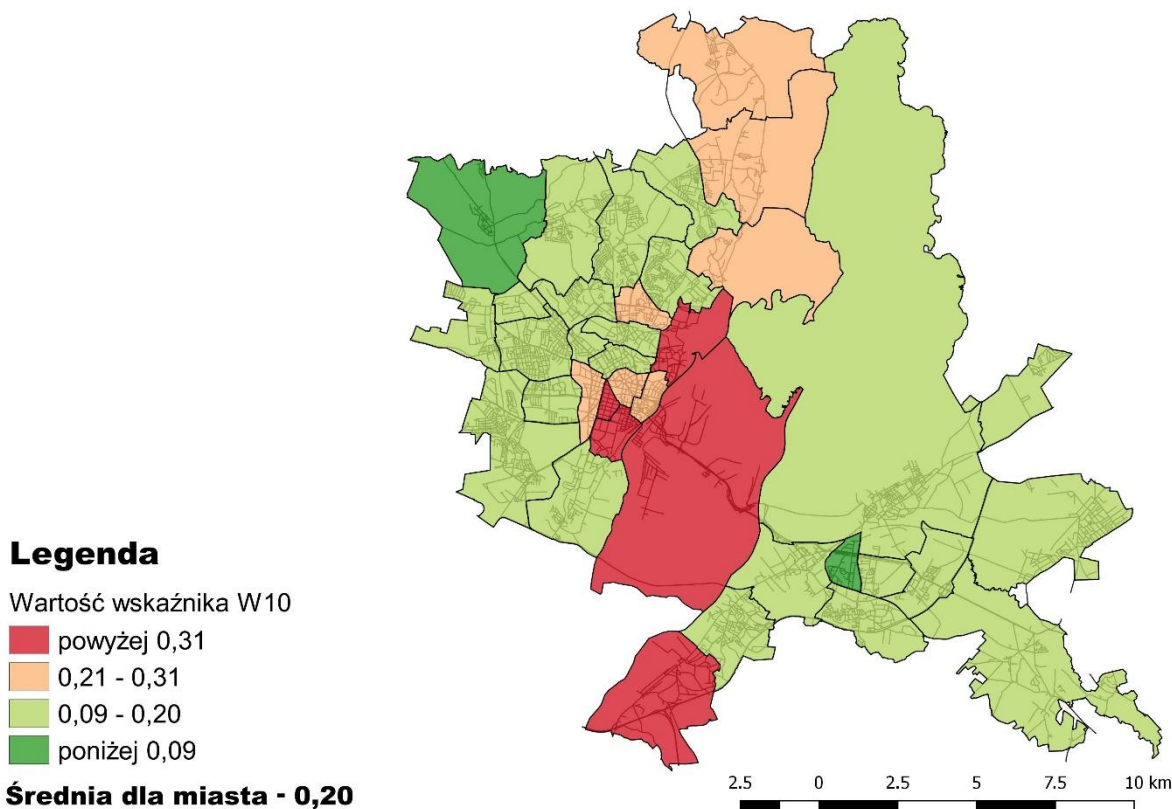 Legenda
Wartość wskaźnika W10
powyżej 0,31
0,21 - 0,31
0,09 - 0,20
poniżej 0,09
Średnia dla miasta - 0,20
2.5 0 2.5 5 7.5 10 km